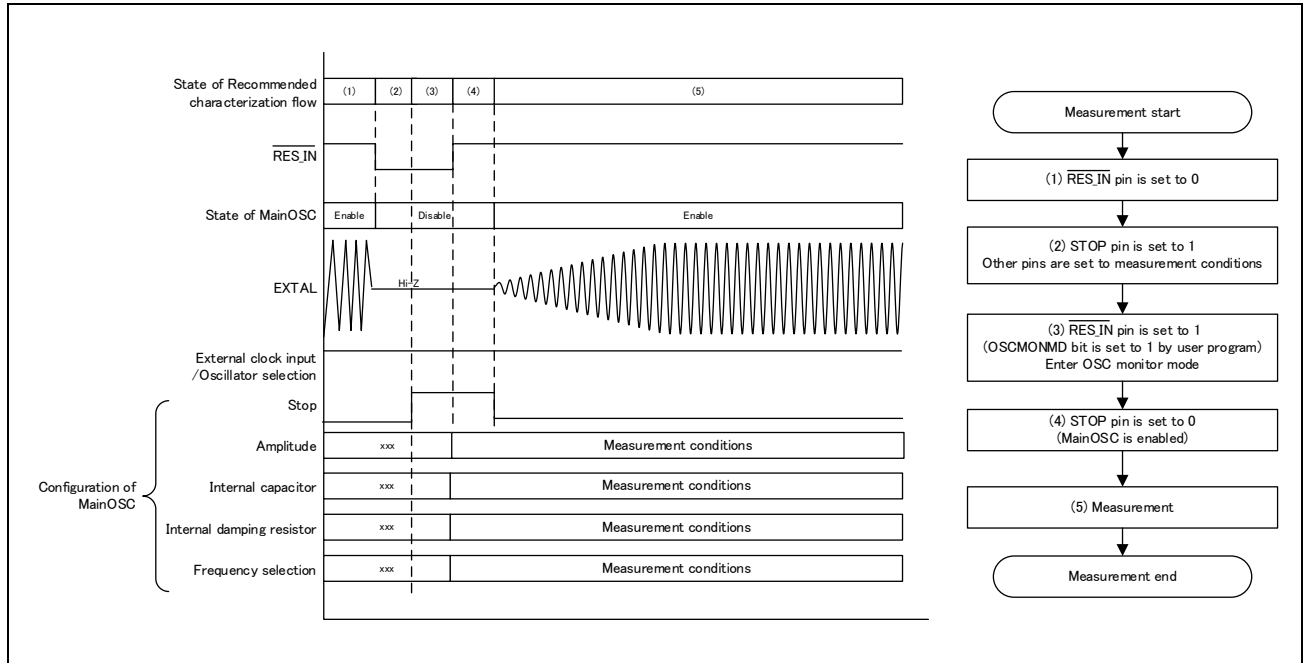 State of Recommended
characterization flow
(1)
(2)
(3)
(4)
(5)
RES_IN
State of MainOSC
Enable
Disable
Enable
EXTAL
Hi-Z
External clock input
/Oscillator selection
Stop
Amplitude
xxx
Measurement conditions
Internal capacitor
xxx
Measurement conditions
Internal damping resistor
xxx
Measurement conditions
Frequency selection
xxx
Measurement conditions
Configuration of
MainOSC
Measurement start
(1) RES_IN pin is set to 0
(2) STOP pin is set to 1
Other pins are set to measurement conditions
(3) RES_IN pin is set to 1
(OSCMONMD bit is set to 1 by user program)
Enter OSC monitor mode
(4) STOP pin is set to 0
(MainOSC is enabled)
(5) Measurement
Measurement end